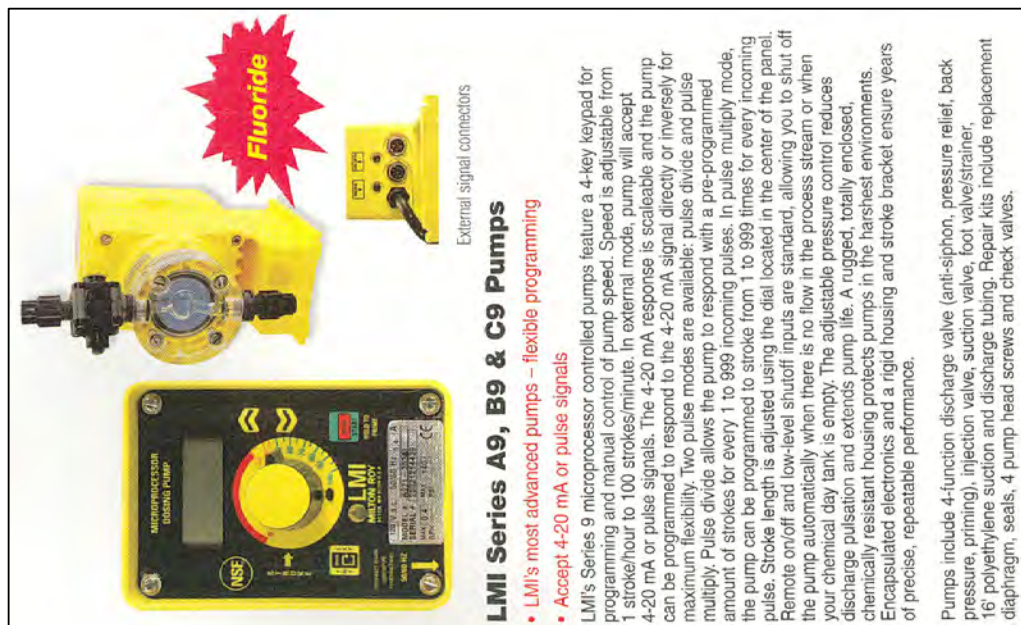 Fluoride
External signal connectors
MICROPROCESSOR
DOSING PUMP
NSF
LMI
MILTON ROY
50/60 HZ
LMI Series A9, B9 & C9 Pumps
• LMI's most advanced pumps – flexible programming
• Accept 4-20 mA or pulse signals
LMI's Series 9 microprocessor controlled pumps feature a 4-key keypad for
programming and manual control of pump speed. Speed is adjustable from
1 stroke/hour to 100 strokes/minute. In external mode, pump will accept
4-20 mA or pulse signals. The 4-20 mA response is scaleable and the pump
can be programmed to respond to the 4-20 mA signal directly or inversely for
maximum flexibility. Two pulse modes are available: pulse divide and pulse
multiply. Pulse divide allows the pump to respond with a pre-programmed
amount of strokes for every 1 to 999 incoming pulses. In pulse multiply mode,
the pump can be programmed to stroke from 1 to 999 times for every incoming
pulse. Stroke length is adjusted using the dial located in the center of the panel.
Remote on/off and low-level shutoff inputs are standard, allowing you to shut off
the pump automatically when there is no flow in the process stream or when
your chemical day tank is empty. The adjustable pressure control reduces
discharge pulsation and extends pump life. A rugged, totally enclosed,
chemically resistant housing protects pumps in the harshest environments.
Encapsulated electronics and a rigid housing and stroke bracket ensure years
of precise, repeatable performance.
Pumps include 4-function discharge valve (anti-siphon, pressure relief, back
pressure, priming), injection valve, suction valve, foot valve/strainer,
16' polyethylene suction and discharge tubing. Repair kits include replacement
diaphragm, seals, 4 pump head screws and check valves.